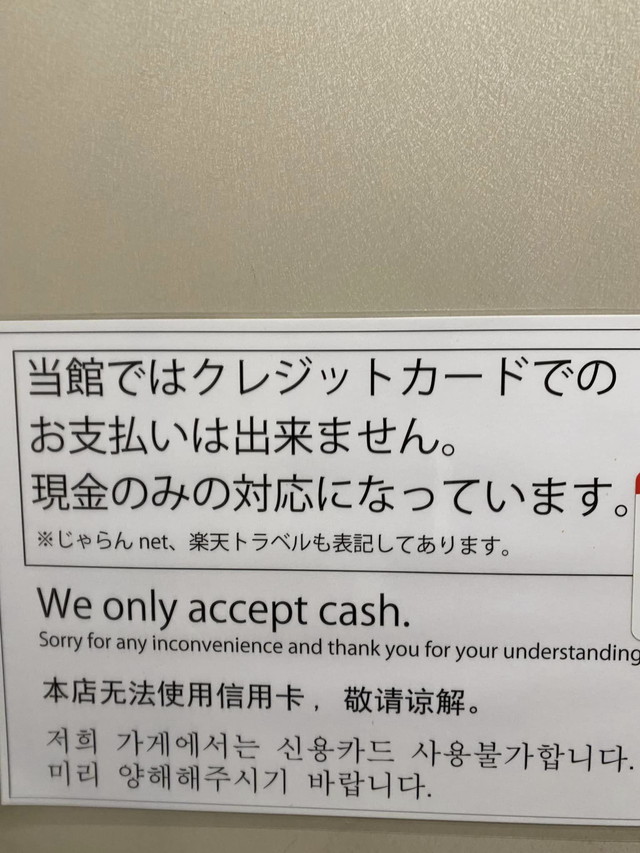 当館ではクレジットカードでの
お支払いは出来ません。
現金のみの対応になっています。
※じゃらん net、楽天トラベルも表記してあります。
We only accept cash.
Sorry for any inconvenience and thank you for your understanding
本店无法使用信用卡，敬请谅解。
저희 가게에서는 신용카드 사용불가합니다.
미리 양해해주시기 바랍니다.